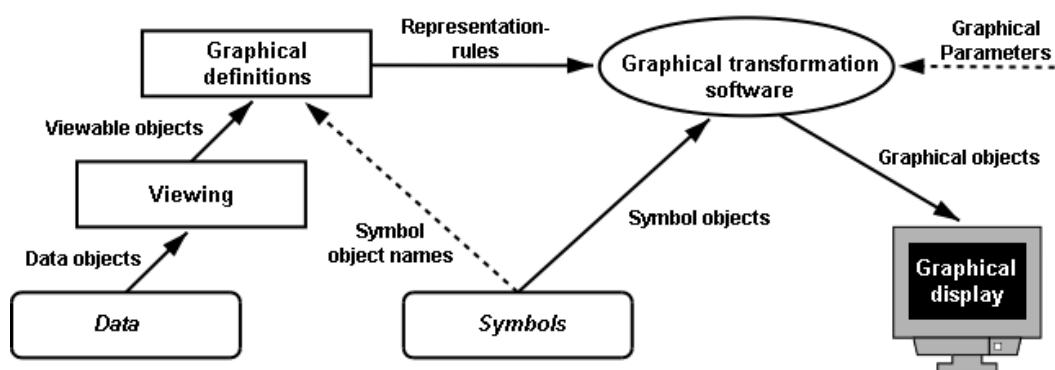 Graphical
definitions
Representation-
rules
Graphical transformation
software
Graphical
Parameters
Viewable objects
Viewing
Graphical objects
Symbol
object names
Symbol objects
Data objects
Data
Symbols
Graphical
display